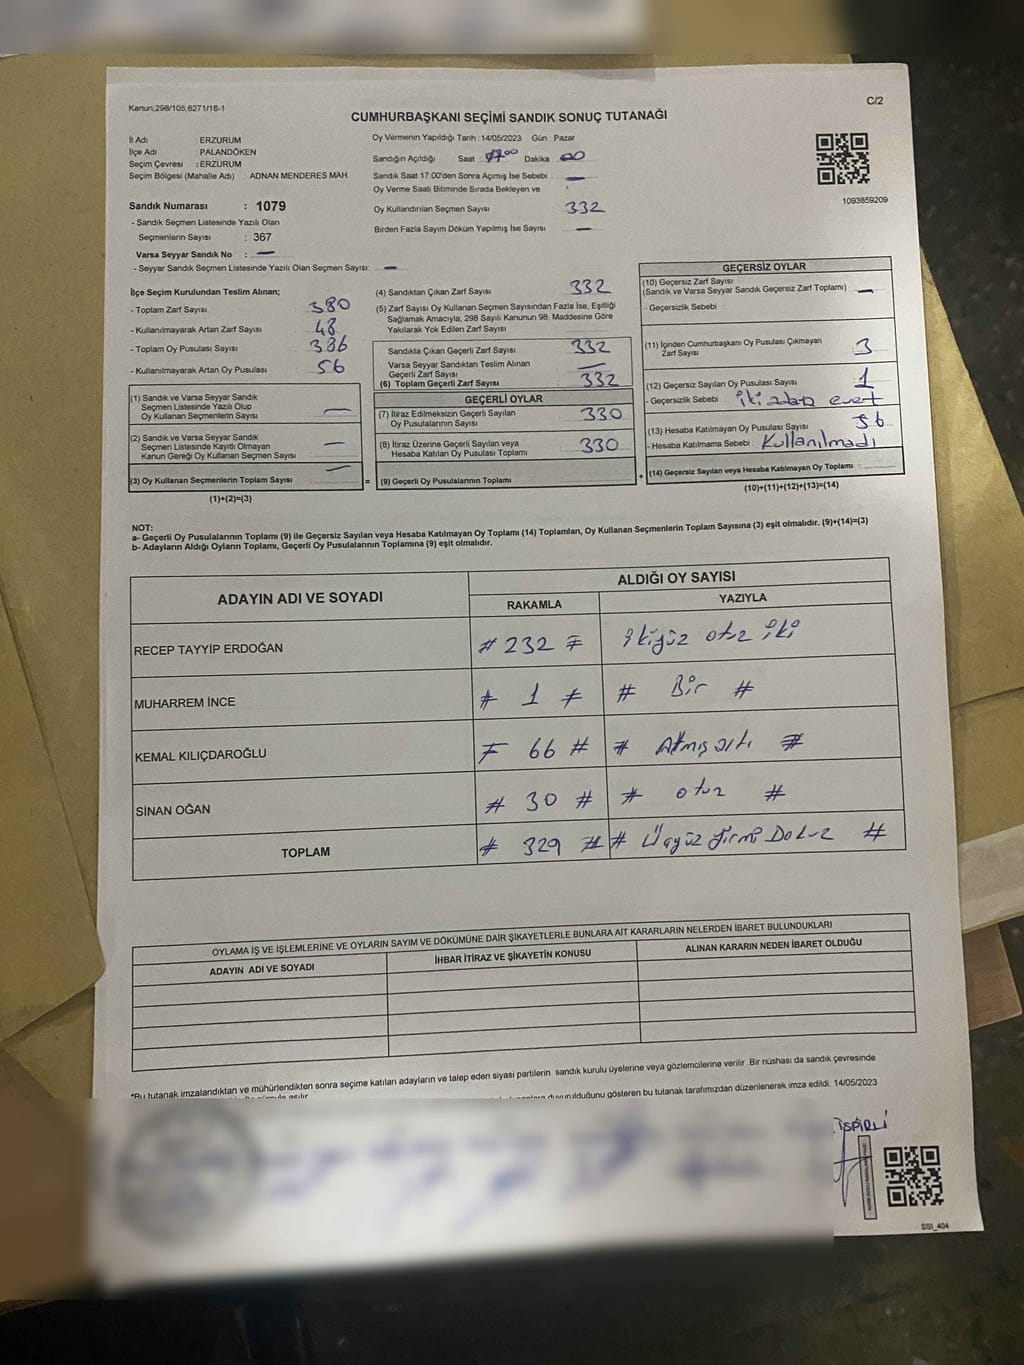 Kanun;298/105;6271/16-1
C/2
CUMHURBAŞKANI SEÇİMİ SANDIK SONUÇ TUTANAĞI
İl Adı ERZURUM
İlçe Adı PALANDÖKEN
Seçim Çevresi : ERZURUM
Seçim Bölgesi (Mahalle Adı) ADNAN MENDERES MAH.
Oy Vermenin Yapıldığı Tarih 14/05/2023 Gün Pazar
Sandığın Açıldığı Saat 17:00 Dakika 00
Sandık Saat 17:00'den Sonra Açımış İse Sebebi —
Oy Verme Saati Bitiminde Sırada Bekleyen ve
Oy Kullandırılan Seçmen Sayısı 332
Birden Fazla Sayım Döküm Yapılmış İse Sayısı —
1093859209
Sandık Numarası : 1079
- Sandık Seçmen Listesinde Yazılı Olan
Seçmenlerin Sayısı : 367
Varsa Seyyar Sandık No : —
- Seyyar Sandık Seçmen Listesinde Yazılı Olan Seçmen Sayısı: —
İlçe Seçim Kurulundan Teslim Alınan;
- Toplam Zarf Sayısı 380
- Kullanılmayarak Artan Zarf Sayısı 48
- Toplam Oy Pusulası Sayısı 386
- Kullanılmayarak Artan Oy Pusulası 56
(1) Sandık ve Varsa Seyyar Sandık
Seçmen Listesinde Yazılı Olup
Oy Kullanan Seçmenlerin Sayısı —
(2) Sandık ve Varsa Seyyar Sandık
Seçmen Listesinde Kayıtlı Olmayan
Kanun Gereği Oy Kullanan Seçmen Sayısı —
(3) Oy Kullanan Seçmenlerin Toplam Sayısı —
(1)+(2)=(3)
=
(4) Sandıktan Çıkan Zarf Sayısı 332
(5) Zarf Sayısı Oy Kullanan Seçmen Sayısından Fazla İse, Eşitliği
Sağlamak Amacıyla, 298 Sayılı Kanunun 98. Maddesine Göre
Yakılarak Yok Edilen Zarf Sayısı
Sandıkta Çıkan Geçerli Zarf Sayısı 332
Varsa Seyyar Sandıktan Teslim Alınan
Geçerli Zarf Sayısı —
(6) Toplam Geçerli Zarf Sayısı 332
GEÇERLİ OYLAR
(7) İtiraz Edilmeksizin Geçerli Sayılan
Oy Pusulalarının Sayısı 330
(8) İtiraz Üzerine Geçerli Sayılan veya
Hesaba Katılan Oy Pusulası Toplamı 330
(9) Geçerli Oy Pusulalarının Toplamı
+
GEÇERSİZ OYLAR
(10) Geçersiz Zarf Sayısı
(Sandık ve Varsa Seyyar Sandık Geçersiz Zarf Toplamı) —
- Geçersizlik Sebebi :
(11) İçinden Cumhurbaşkanı Oy Pusulası Çıkmayan
Zarf Sayısı 3
(12) Geçersiz Sayılan Oy Pusulası Sayısı 1
- Geçersizlik Sebebi : iki adap evet
(13) Hesaba Katılmayan Oy Pusulası Sayısı 56
- Hesaba Katılmama Sebebi : Kullanılmadı
(14) Geçersiz Sayılan veya Hesaba Katılmayan Oy Toplamı :
(10)+(11)+(12)+(13)=(14)
NOT:
a- Geçerli Oy Pusulalarının Toplamı (9) ile Geçersiz Sayılan veya Hesaba Katılmayan Oy Toplamı (14) Toplamları, Oy Kullanan Seçmenlerin Toplam Sayısına (3) eşit olmalıdır. (9)+(14)=(3)
b- Adayların Aldığı Oyların Toplamı, Geçerli Oy Pusulalarının Toplamına (9) eşit olmalıdır.
ADAYIN ADI VE SOYADI ALDIĞI OY SAYISI
RAKAMLA YAZIYLA
RECEP TAYYİP ERDOĞAN # 232 # ikiyüz otuz iki
MUHARREM İNCE # 1 # # Bir #
KEMAL KILIÇDAROĞLU # 66 # # Atmış altı #
SİNAN OĞAN # 30 # # otuz #
TOPLAM # 329 # # Üçyüz yirmi Dokuz #
OYLAMA İŞ VE İŞLEMLERİNE VE OYLARIN SAYIM VE DÖKÜMÜNE DAİR ŞİKAYETLERLE BUNLARA AİT KARARLARIN NELERDEN İBARET BULUNDUKLARI
ADAYIN ADI VE SOYADI İHBAR İTİRAZ VE ŞİKAYETİN KONUSU ALINAN KARARIN NEDEN İBARET OLDUĞU
*Bu tutanak imzalandıktan ve mühürlendikten sonra seçime katılan adayların ve talep eden siyasi partilerin sandık kurulu üyelerine veya gözlemcilerine verilir .Bir nüshası da sandık çevresinde
duyurulduğunu gösteren bu tutanak tarafımızdan düzenlenerek imza edildi. 14/05/2023
İSPİRLİ
SSI_404